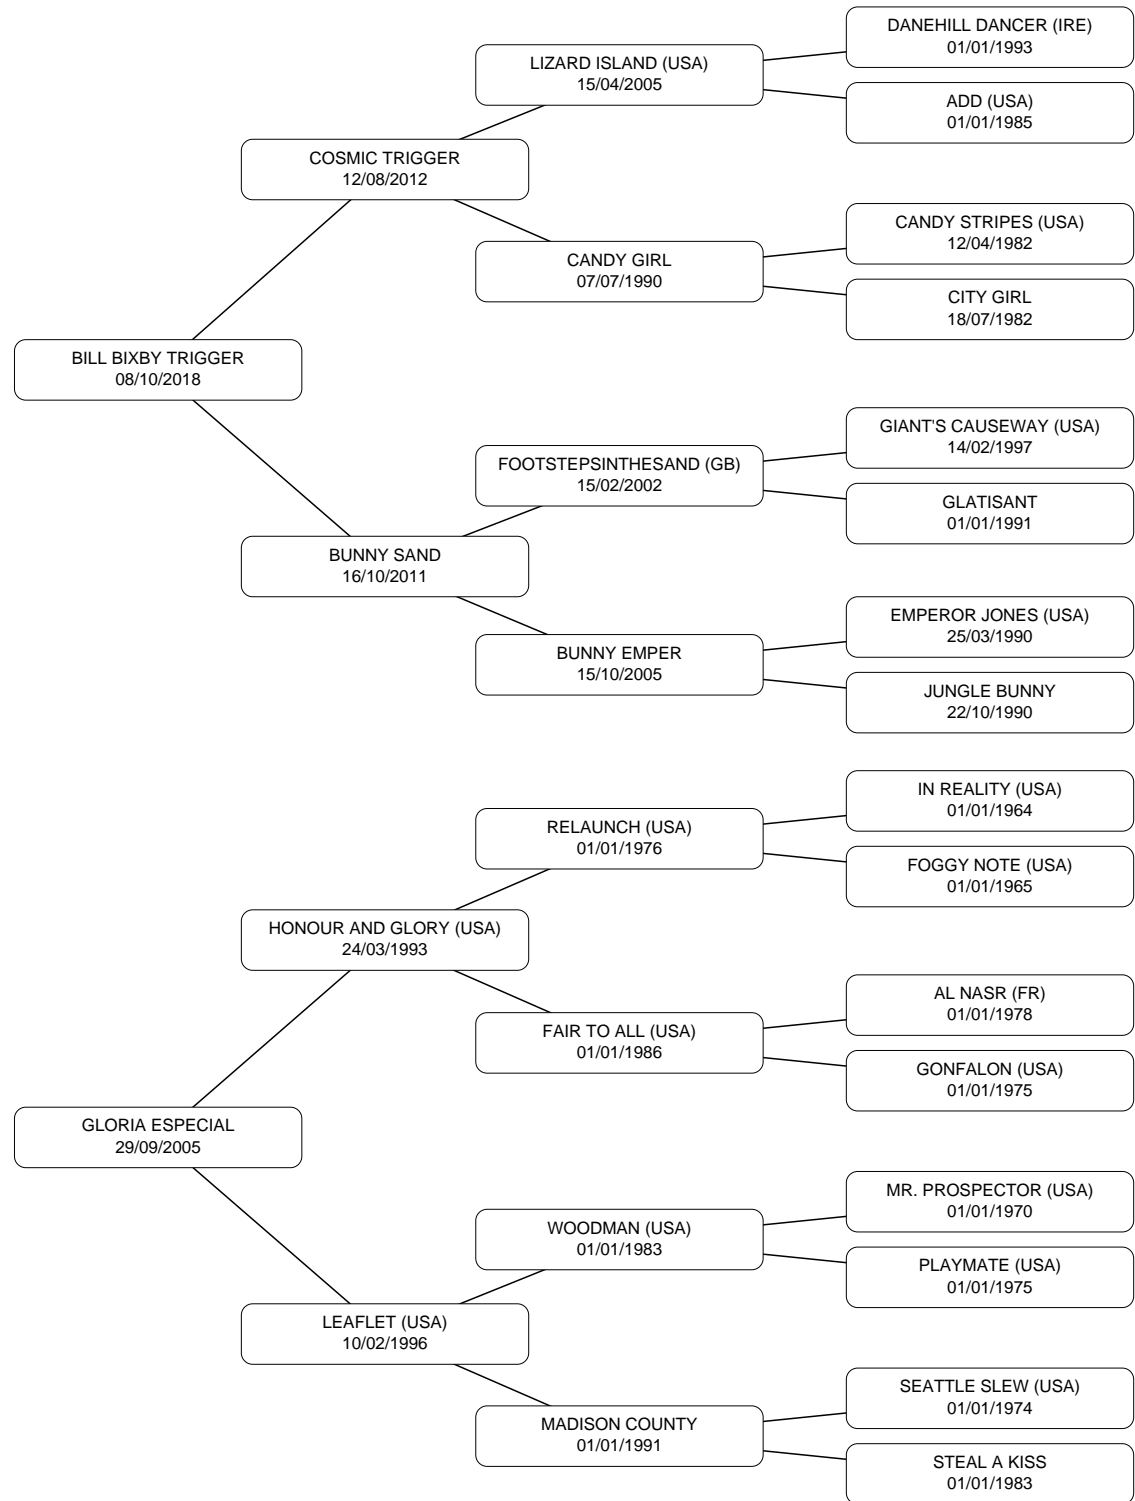 DANEHILL DANCER (IRE)
01/01/1993
LIZARD ISLAND (USA)
15/04/2005
ADD (USA)
01/01/1985
COSMIC TRIGGER
12/08/2012
CANDY STRIPES (USA)
12/04/1982
CANDY GIRL
07/07/1990
CITY GIRL
18/07/1982
BILL BIXBY TRIGGER
08/10/2018
GIANT'S CAUSEWAY (USA)
14/02/1997
FOOTSTEPSINTHESAND (GB)
15/02/2002
GLATISANT
01/01/1991
BUNNY SAND
16/10/2011
EMPEROR JONES (USA)
25/03/1990
BUNNY EMPER
15/10/2005
JUNGLE BUNNY
22/10/1990
IN REALITY (USA)
01/01/1964
RELAUNCH (USA)
01/01/1976
FOGGY NOTE (USA)
01/01/1965
HONOUR AND GLORY (USA)
24/03/1993
AL NASR (FR)
01/01/1978
FAIR TO ALL (USA)
01/01/1986
GONFALON (USA)
01/01/1975
GLORIA ESPECIAL
29/09/2005
MR. PROSPECTOR (USA)
01/01/1970
WOODMAN (USA)
01/01/1983
PLAYMATE (USA)
01/01/1975
LEAFLET (USA)
10/02/1996
SEATTLE SLEW (USA)
01/01/1974
MADISON COUNTY
01/01/1991
STEAL A KISS
01/01/1983